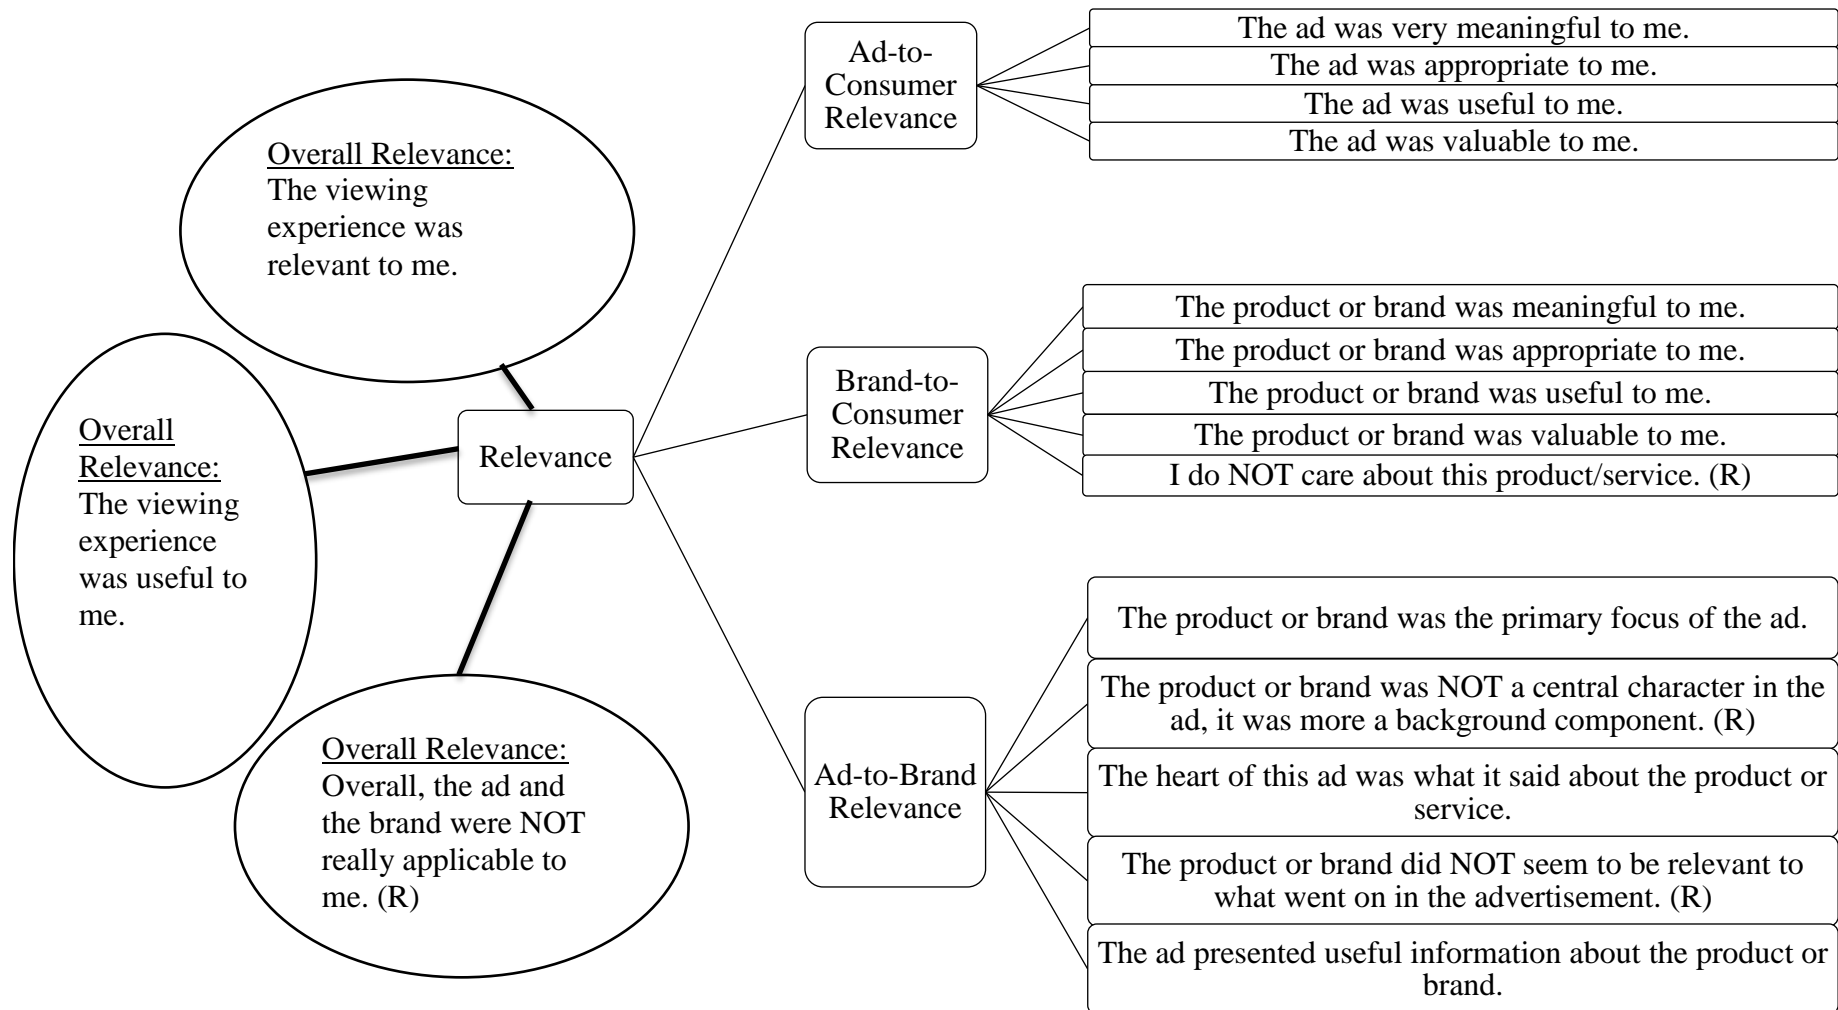 Overall Relevance:
The viewing
experience was
relevant to me.
Overall
Relevance:
The viewing
experience
was useful to
me.
Overall Relevance:
Overall, the ad and
the brand were NOT
really applicable to
me. (R)
Relevance
Ad-to-
Consumer
Relevance
The ad was very meaningful to me.
The ad was appropriate to me.
The ad was useful to me.
The ad was valuable to me.
Brand-to-
Consumer
Relevance
The product or brand was meaningful to me.
The product or brand was appropriate to me.
The product or brand was useful to me.
The product or brand was valuable to me.
I do NOT care about this product/service. (R)
Ad-to-Brand
Relevance
The product or brand was the primary focus of the ad.
The product or brand was NOT a central character in the
ad, it was more a background component. (R)
The heart of this ad was what it said about the product or
service.
The product or brand did NOT seem to be relevant to
what went on in the advertisement. (R)
The ad presented useful information about the product or
brand.